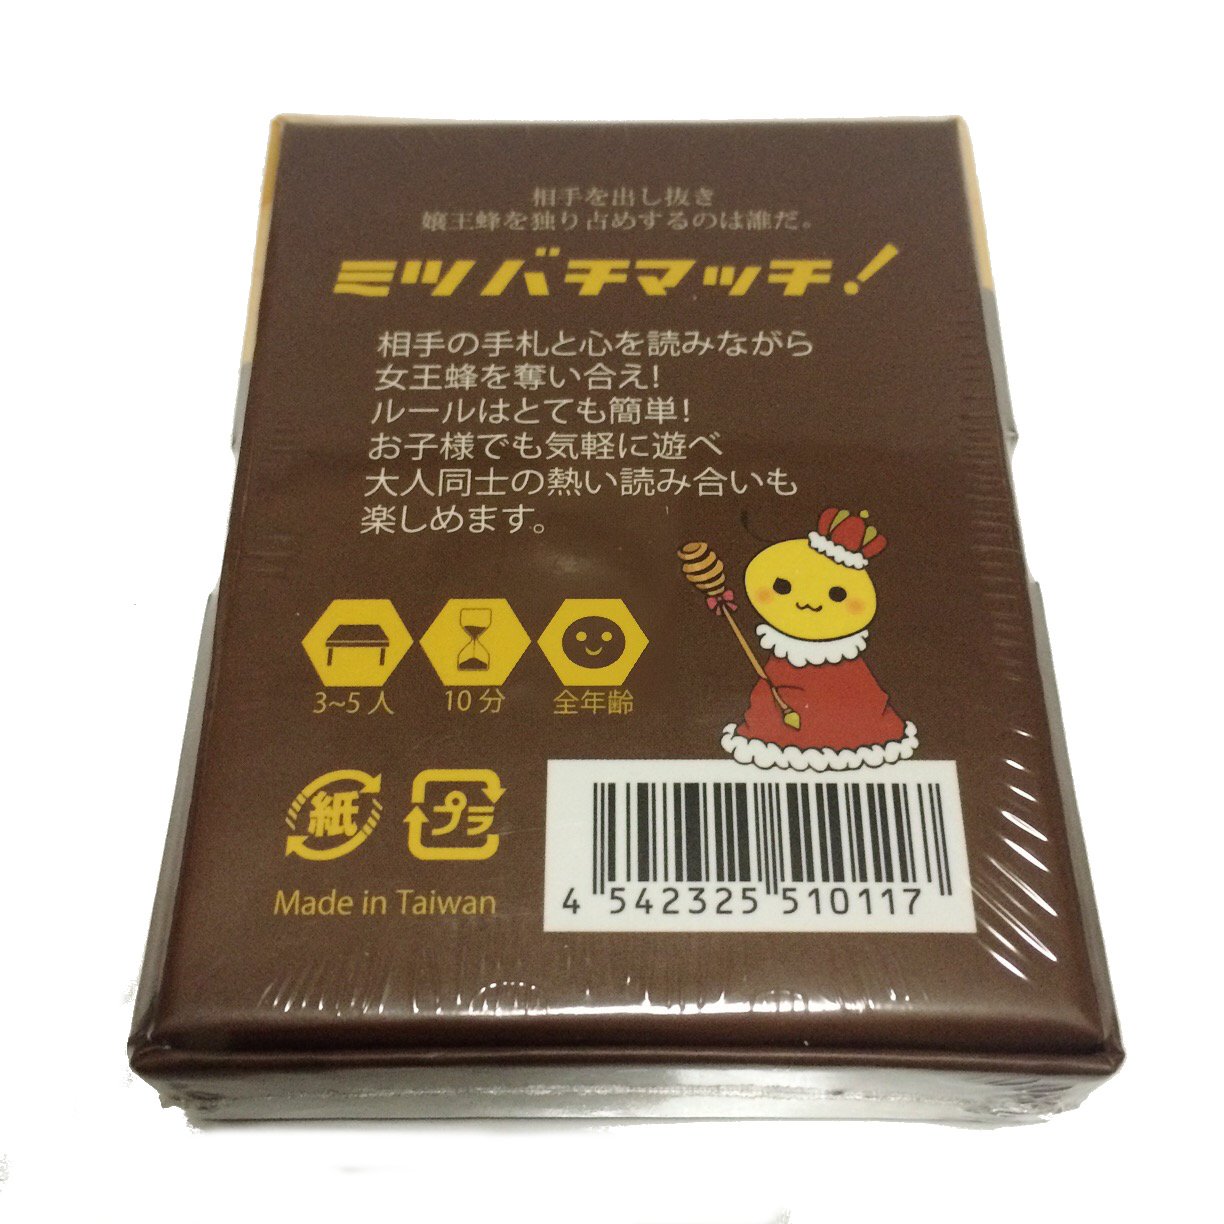 相手を出し抜き
嬢王蜂を独り占めするのは誰だ。
ミツバチマッチ！
相手の手札と心を読みながら
女王蜂を奪い合え！
ルールはとても簡単！
お子様でも気軽に遊べ
大人同士の熱い読み合いも
楽しめます。
3~5人
10分
全年齢
紙
プラ
Made in Taiwan
4 542325 510117